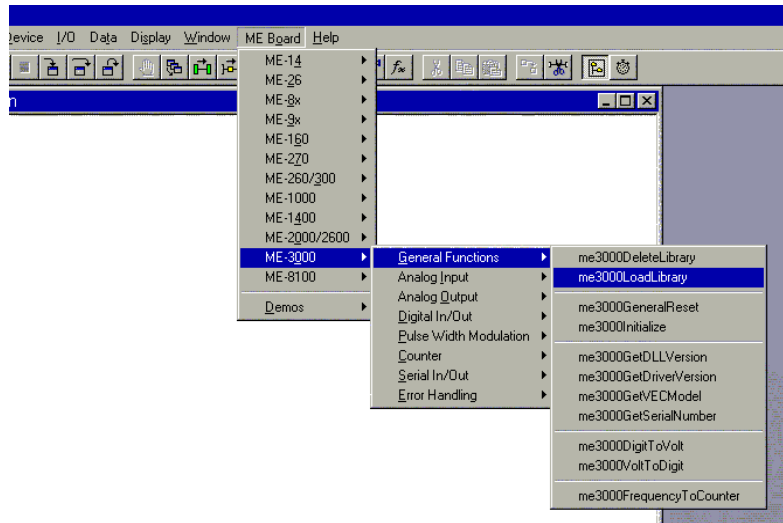 Device I/O Data Display Window ME Board Help
ME-14
ME-26
ME-8x
ME-9x
ME-160
ME-270
ME-260/300
ME-1000
ME-1400
ME-2000/2600
ME-3000
ME-8100
Demos
General Functions
Analog Input
Analog Output
Digital In/Out
Pulse Width Modulation
Counter
Serial In/Out
Error Handling
me3000DeleteLibrary
me3000LoadLibrary
me3000GeneralReset
me3000Initialize
me3000GetDLLVersion
me3000GetDriverVersion
me3000GetVECModel
me3000GetSerialNumber
me3000DigitToVolt
me3000VoltToDigit
me3000FrequencyToCounter